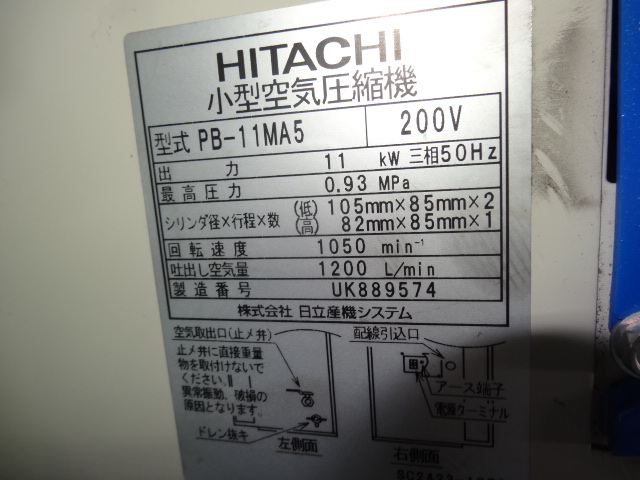 HITACHI
小型空気圧縮機
型式 PB-11MA5 200V
出力 11 kW 三相50Hz
最高圧力 0.93 MPa
シリンダ径×行程×数 (低) 105mm×85mm×2
(高) 82mm×85mm×1
回転速度 1050 min⁻¹
吐出し空気量 1200 L/min
製造番号 UK889574
株式会社 日立産機システム
空気取出口(止メ弁)
止メ弁に直接重量
物を取付けないで
ください。
異常振動、破損の
原因となります。
ドレン抜キ
左側面
配線引込口
アース端子
電源ターミナル
右側面